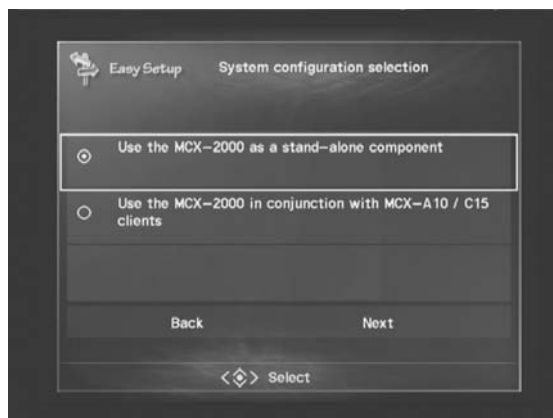 Easy Setup System configuration selection
Use the MCX-2000 as a stand-alone component
Use the MCX-2000 in conjunction with MCX-A10 / C15
clients
Back Next
Select